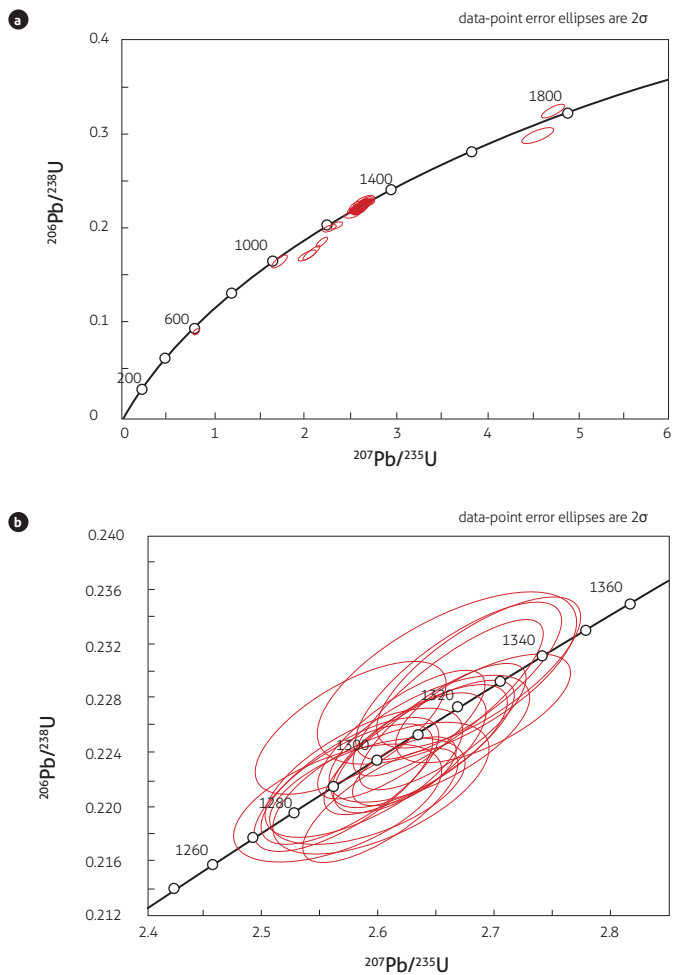 a
data-point error ellipses are 2σ
0.4
0.3
0.2
0.1
0
206Pb/238U
200
600
1000
1400
1800
0 1 2 3 4 5 6
207Pb/235U
b
data-point error ellipses are 2σ
0.240
0.236
0.232
0.228
0.224
0.220
0.216
0.212
206Pb/238U
1260
1280
1300
1320
1340
1360
2.4 2.5 2.6 2.7 2.8
207Pb/235U